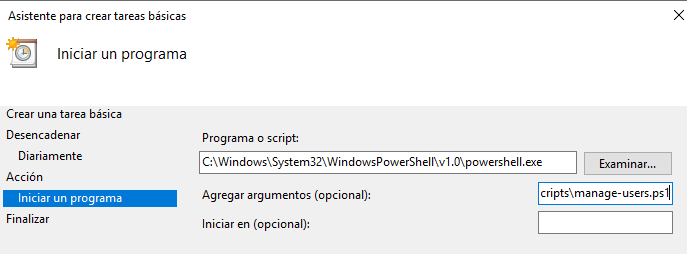 Asistente para crear tareas básicas
Iniciar un programa
Crear una tarea básica
Desencadenar
Diariamente
Acción
Iniciar un programa
Finalizar
Programa o script:
C:\Windows\System32\WindowsPowerShell\v1.0\powershell.exe
Examinar...
Agregar argumentos (opcional):
cripts\manage-users.ps1
Iniciar en (opcional):